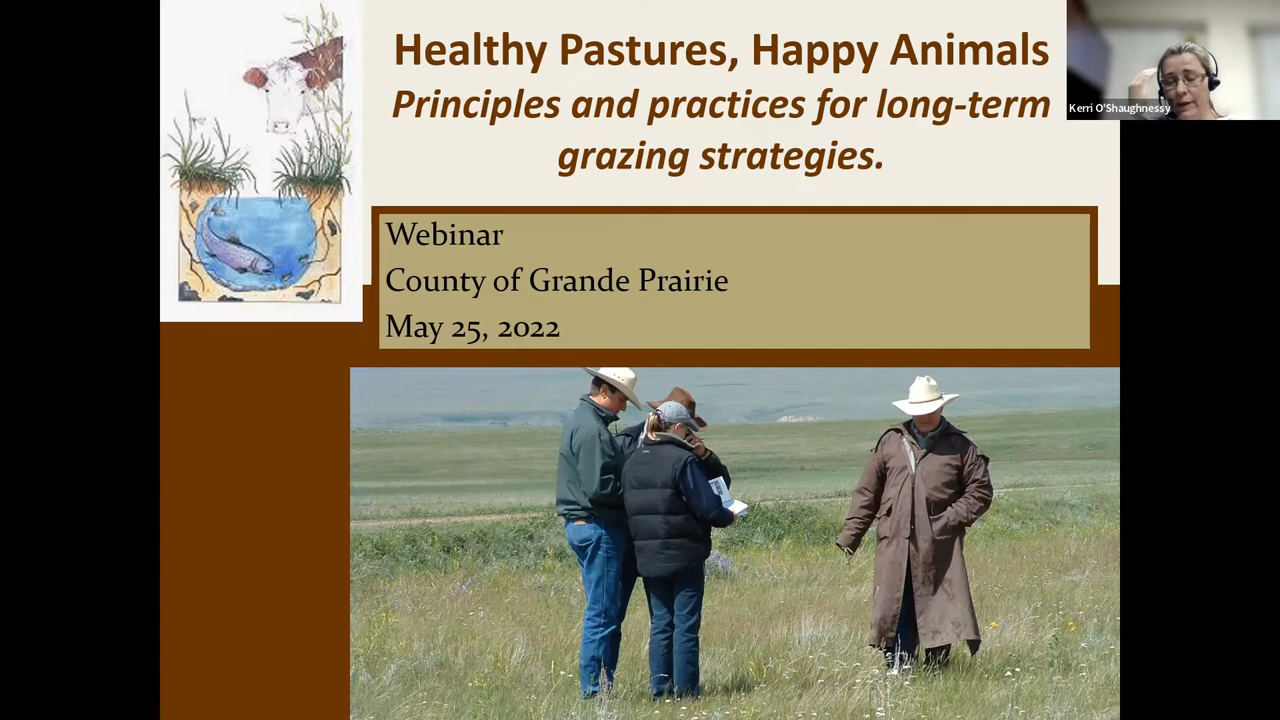 Healthy Pastures, Happy Animals
Principles and practices for long-term
grazing strategies.
Kerri O'Shaughnessy
Webinar
County of Grande Prairie
May 25, 2022